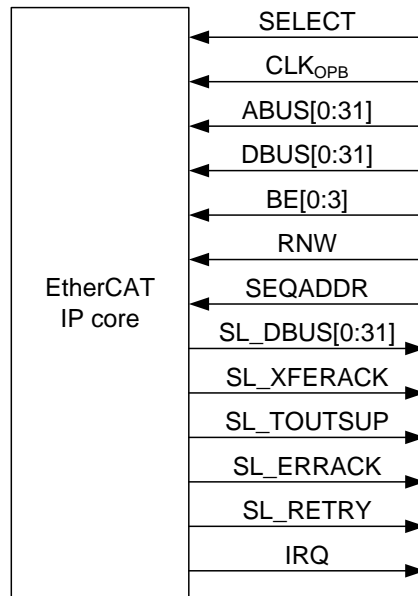 SELECT
CLKOPB
ABUS[0:31]
DBUS[0:31]
BE[0:3]
RNW
SEQADDR
EtherCAT
IP core
SL_DBUS[0:31]
SL_XFERACK
SL_TOUTSUP
SL_ERRACK
SL_RETRY
IRQ